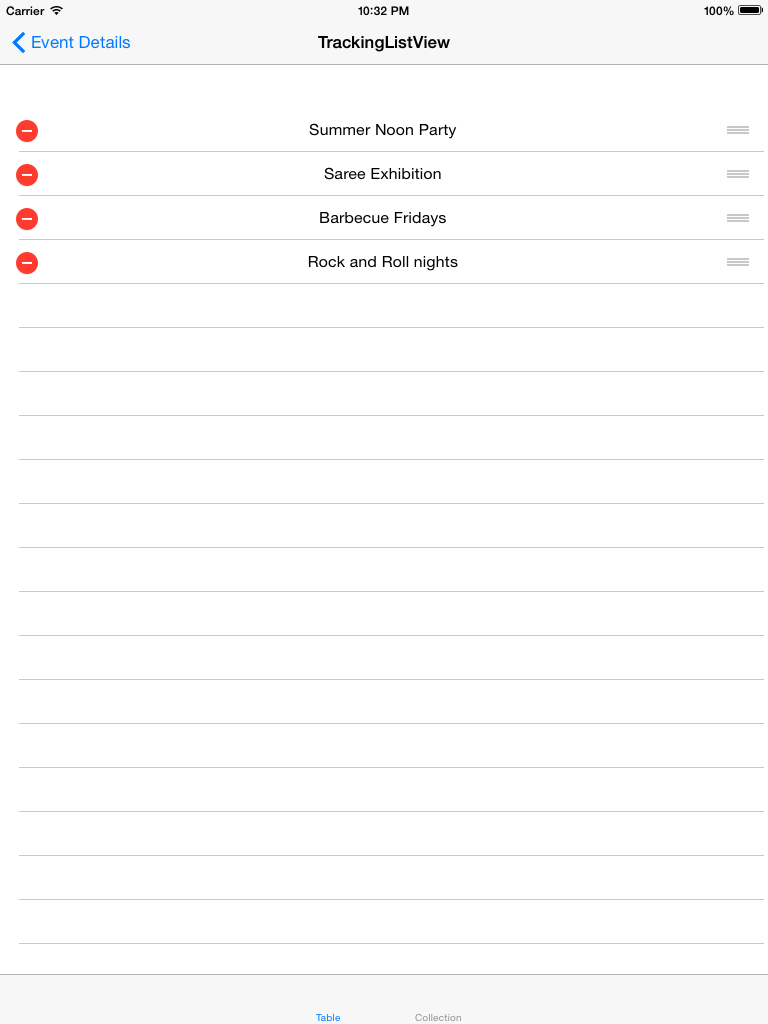 Carrier 10:32 PM 100%
Event Details TrackingListView
Summer Noon Party
Saree Exhibition
Barbecue Fridays
Rock and Roll nights
Table Collection